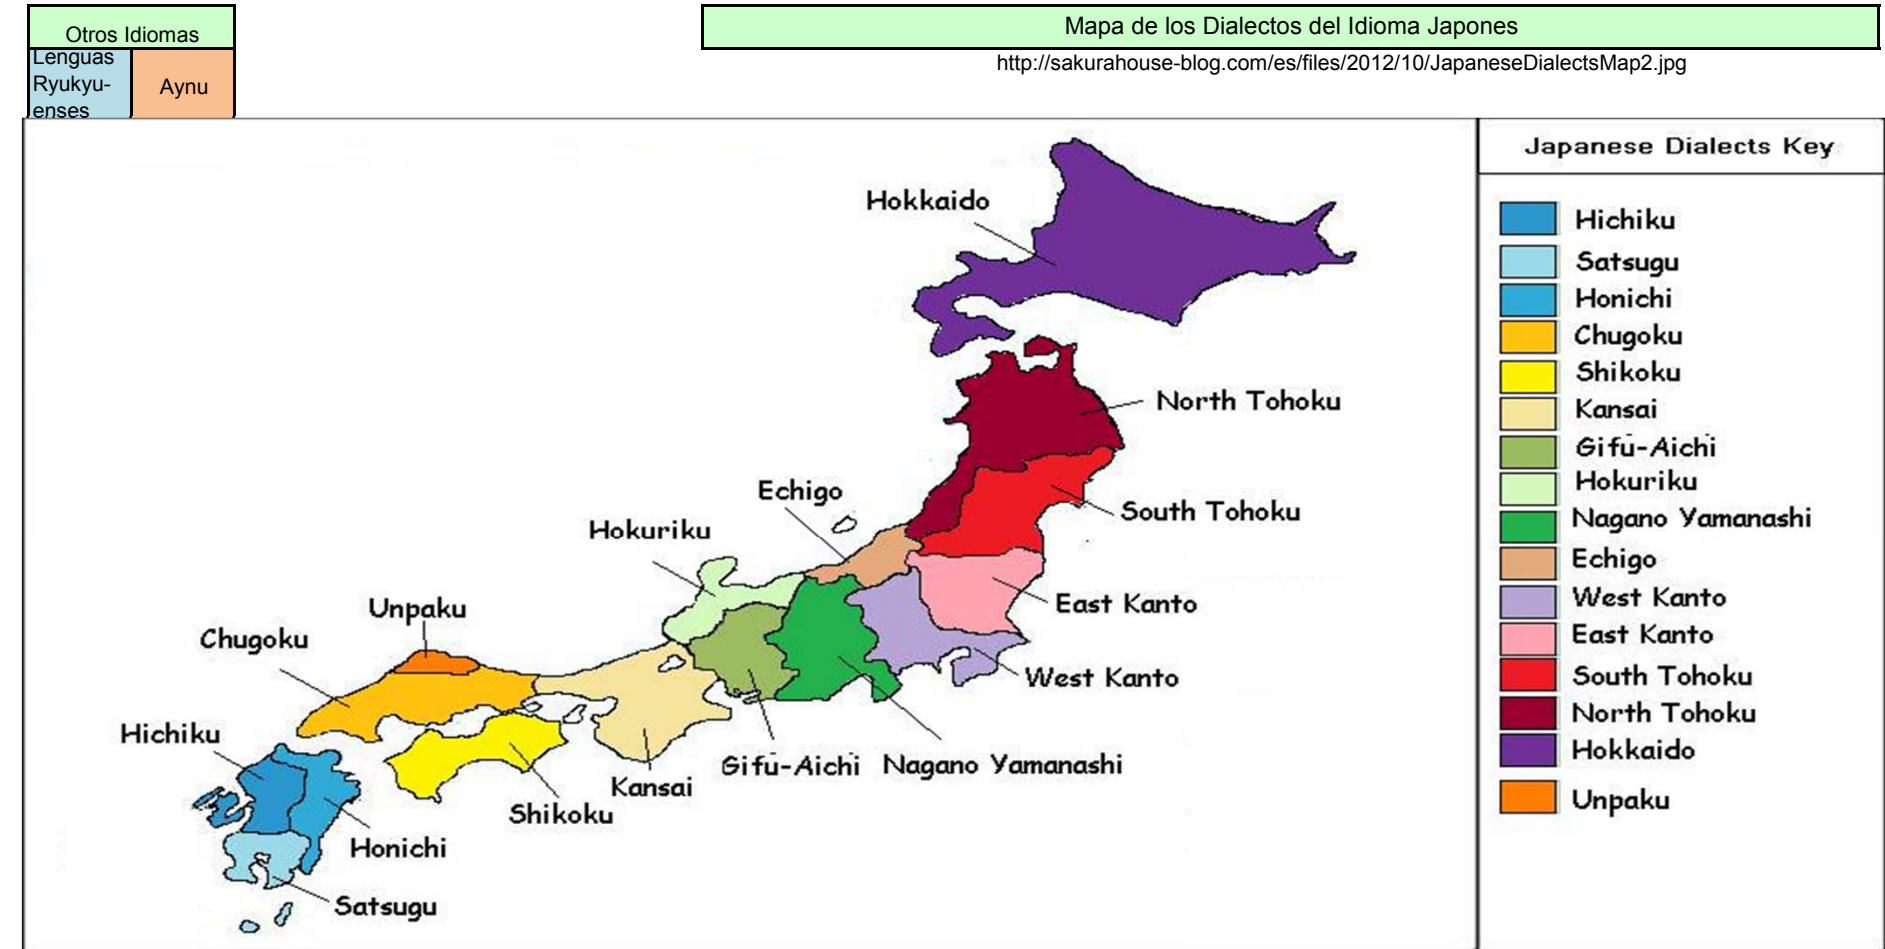 Otros Idiomas
Lenguas
Ryukyu-
enses
Aynu
Mapa de los Dialectos del Idioma Japones
http://sakurahouse-blog.com/es/files/2012/10/JapaneseDialectsMap2.jpg
Hokkaido
North Tohoku
Echigo
South Tohoku
Hokuriku
East Kanto
Unpaku
Chugoku
West Kanto
Hichiku
Gifu-Aichi
Nagano Yamanashi
Kansai
Shikoku
Honichi
Satsugu
Japanese Dialects Key
Hichiku
Satsugu
Honichi
Chugoku
Shikoku
Kansai
Gifu-Aichi
Hokuriku
Nagano Yamanashi
Echigo
West Kanto
East Kanto
South Tohoku
North Tohoku
Hokkaido
Unpaku